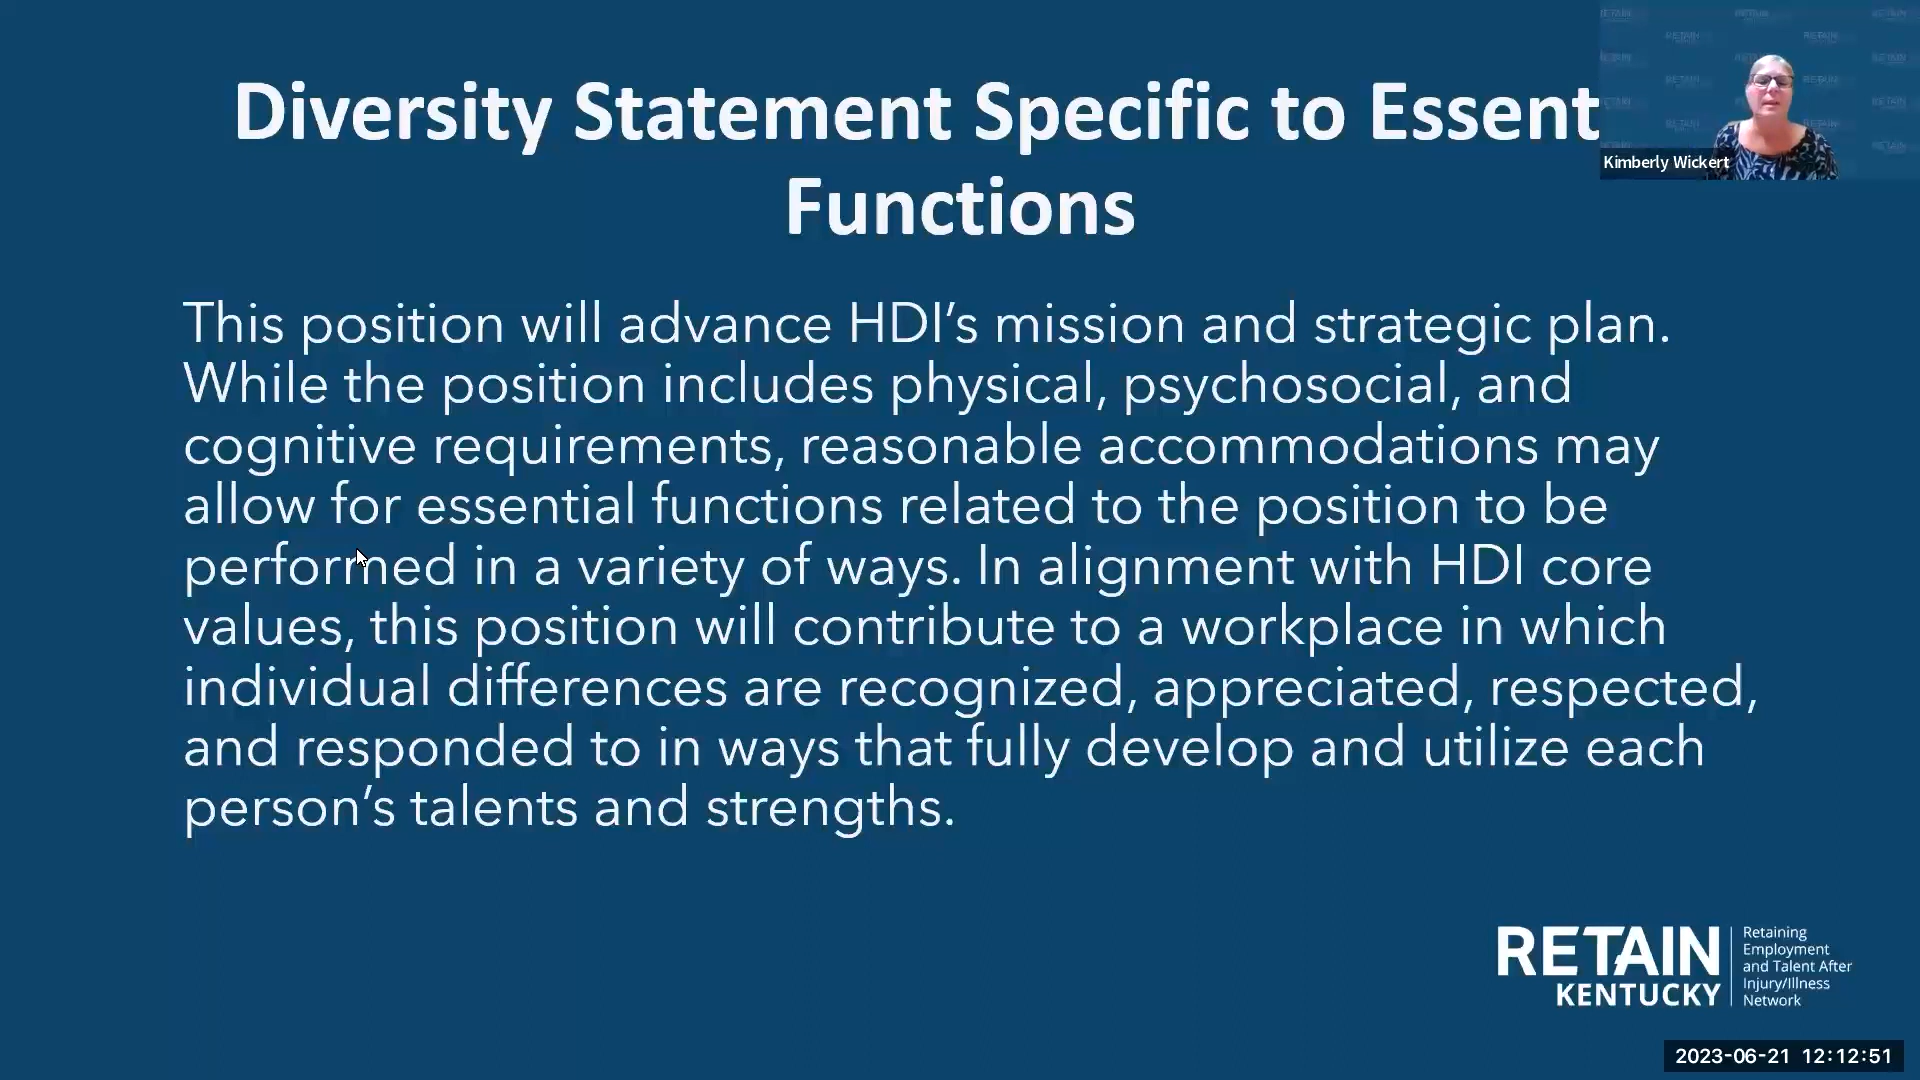 Diversity Statement Specific to Essent
Functions
Kimberly Wickert
This position will advance HDI's mission and strategic plan.
While the position includes physical, psychosocial, and
cognitive requirements, reasonable accommodations may
allow for essential functions related to the position to be
performed in a variety of ways. In alignment with HDI core
values, this position will contribute to a workplace in which
individual differences are recognized, appreciated, respected,
and responded to in ways that fully develop and utilize each
person's talents and strengths.
RETAIN
KENTUCKY
Retaining
Employment
and Talent After
Injury/Illness
Network
2023-06-21 12:12:51